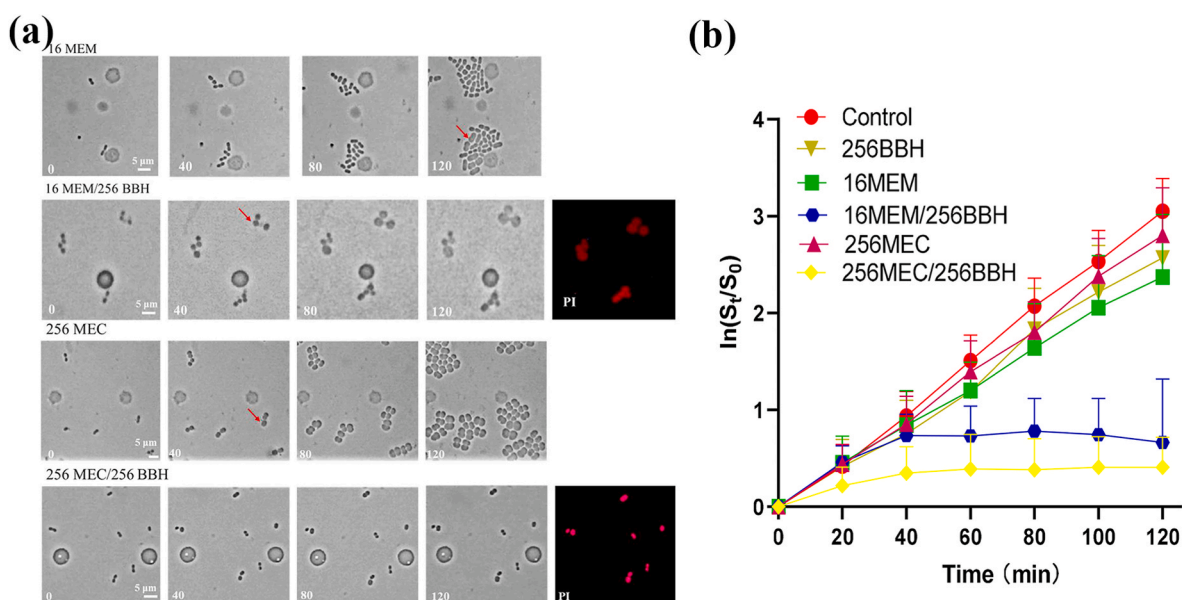 (a)
16 MEM
0
5 μm
40
80
120
16 MEM/256 BBH
0
5 μm
40
80
120
PI
256 MEC
0
5 μm
40
80
120
256 MEC/256 BBH
0
5 μm
40
80
120
PI
(b)
Control
256BBH
16MEM
16MEM/256BBH
256MEC
256MEC/256BBH
ln(St/S0)
4
3
2
1
0
0 20 40 60 80 100 120
Time (min)